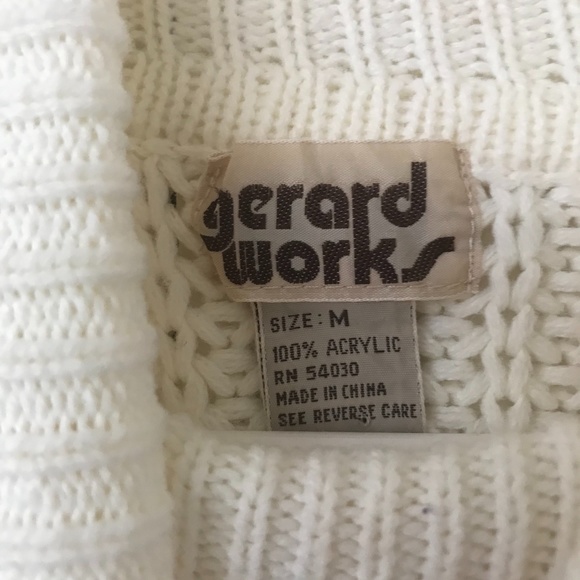 gerard
works
SIZE: M
100% ACRYLIC
RN 54030
MADE IN CHINA
SEE REVERSE CARE